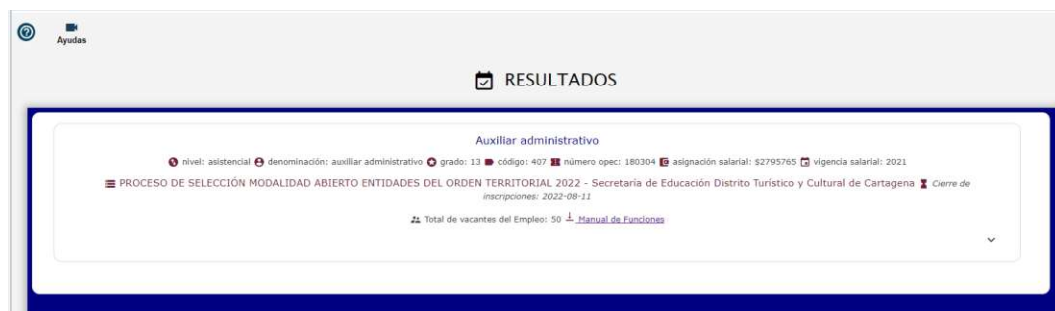 Ayudas
RESULTADOS
Auxiliar administrativo
nivel: asistencial denominación: auxiliar administrativo grado: 13 código: 407 número opec: 180304 asignación salarial: $2795765 vigencia salarial: 2021
PROCESO DE SELECCIÓN MODALIDAD ABIERTO ENTIDADES DEL ORDEN TERRITORIAL 2022 - Secretaría de Educación Distrito Turístico y Cultural de Cartagena Cierre de
inscripciones: 2022-08-11
Total de vacantes del Empleo: 50 Manual de Funciones